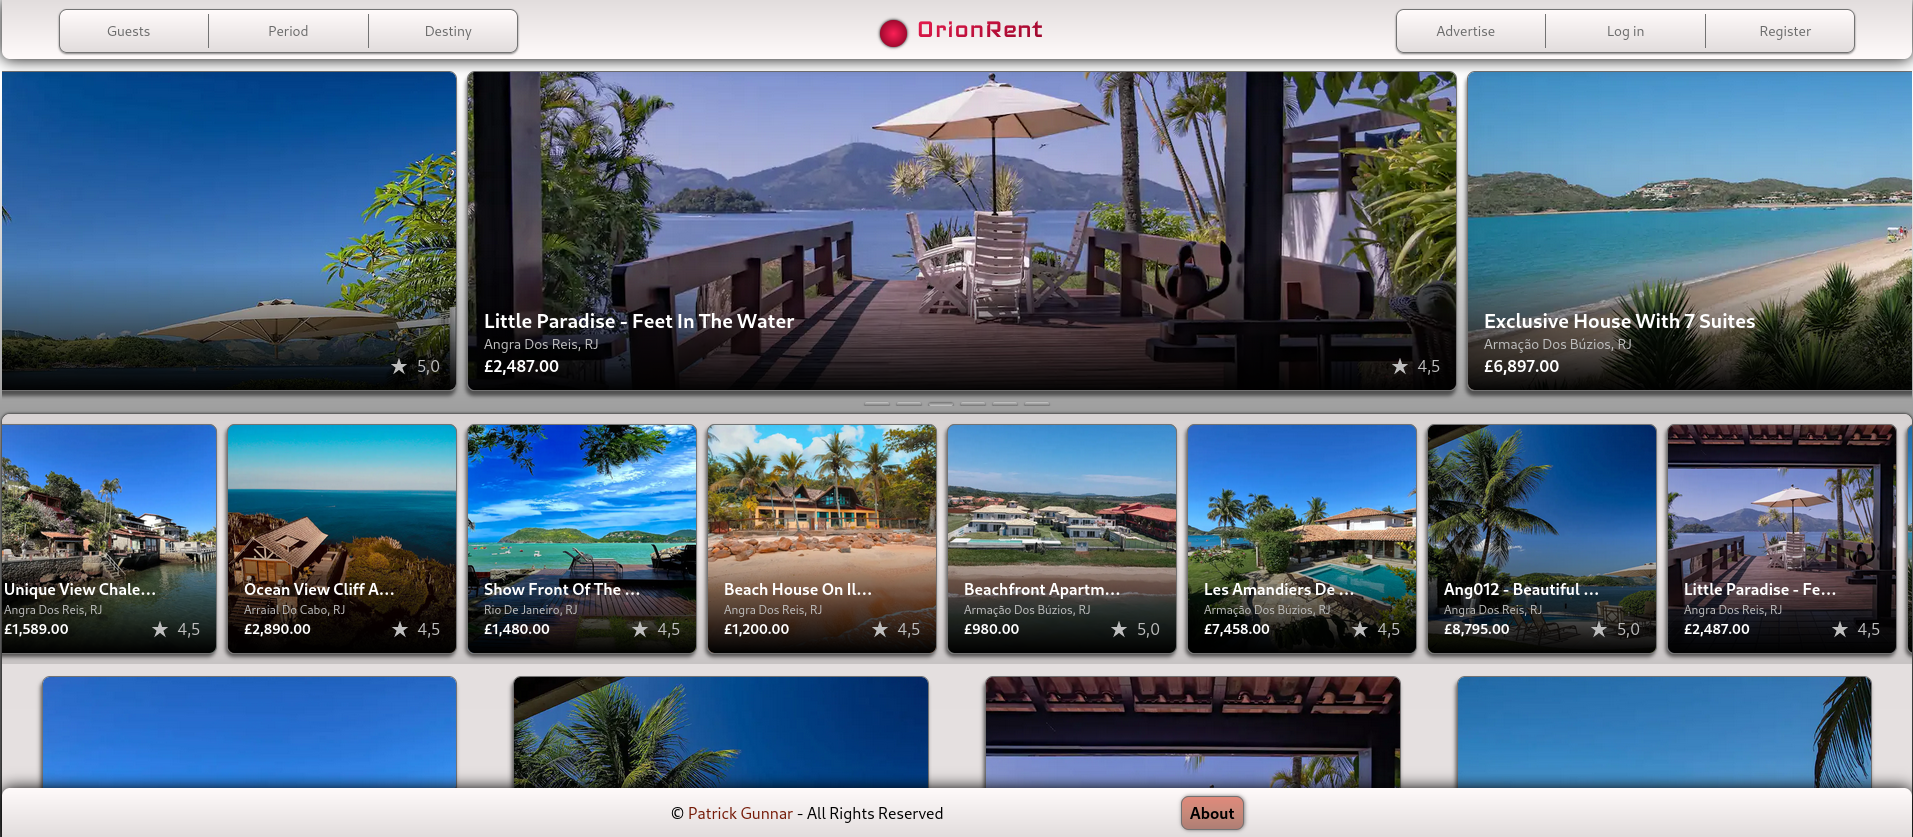 Guests
Period
Destiny
OrionRent
Advertise
Log in
Register
5,0
Little Paradise - Feet In The Water
Angra Dos Reis, RJ
£2,487.00
4,5
Exclusive House With 7 Suites
Armação Dos Búzios, RJ
£6,897.00
Unique View Chale...
Angra Dos Reis, RJ
£1,589.00
4,5
Ocean View Cliff A...
Arraial Do Cabo, RJ
£2,890.00
4,5
Show Front Of The ...
Rio De Janeiro, RJ
£1,480.00
4,5
Beach House On Il...
Angra Dos Reis, RJ
£1,200.00
4,5
Beachfront Apartm...
Armação Dos Búzios, RJ
£980.00
5,0
Les Amandiers De ...
Armação Dos Búzios, RJ
£7,458.00
4,5
Ang012 - Beautiful ...
Angra Dos Reis, RJ
£8,795.00
5,0
Little Paradise - Fe...
Angra Dos Reis, RJ
£2,487.00
4,5
© Patrick Gunnar - All Rights Reserved
About